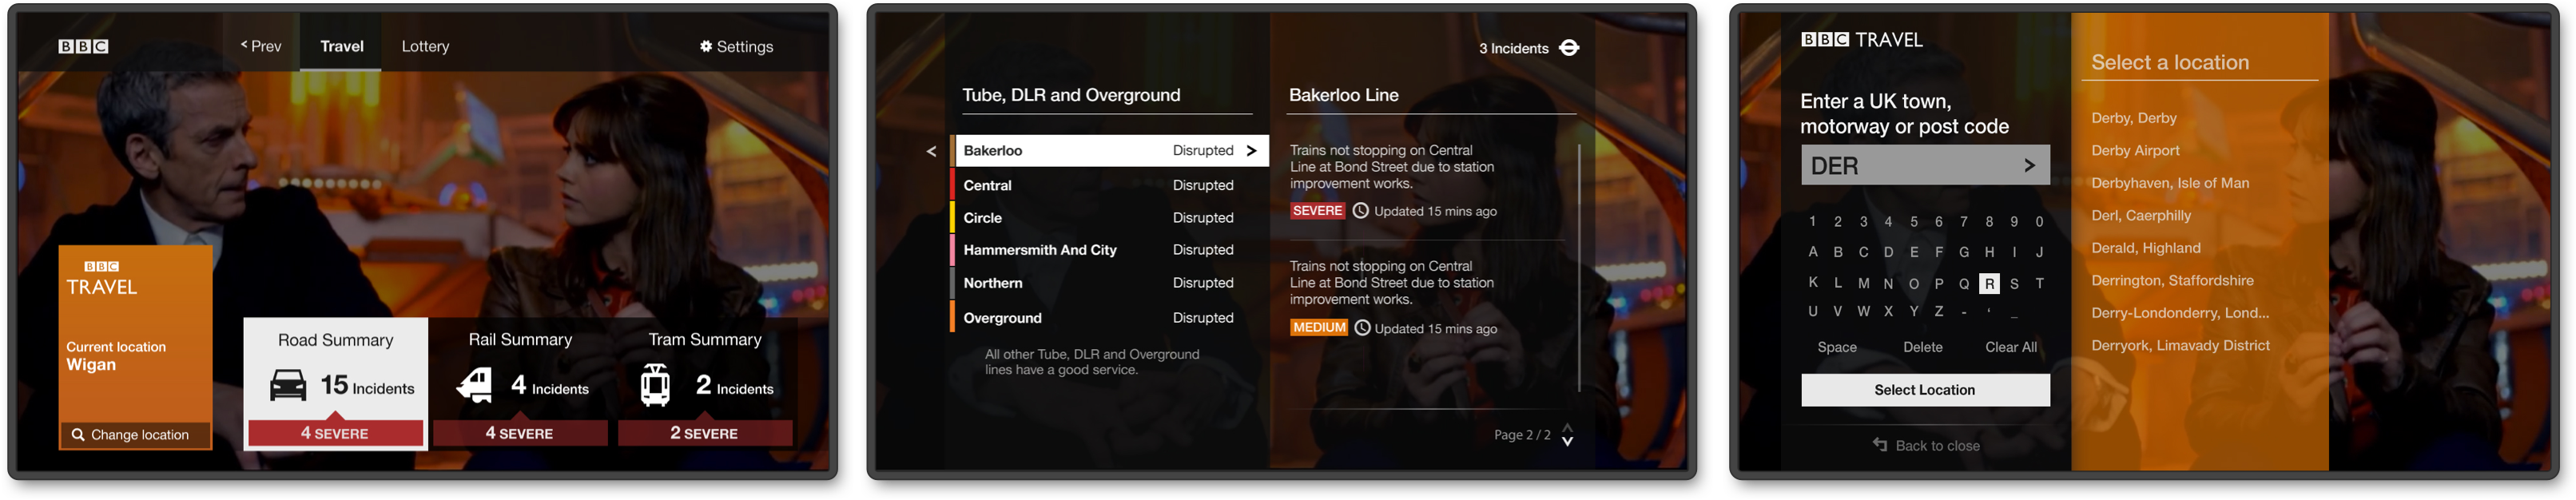 BBC
< Prev
Travel
Lottery
Settings
BBC
TRAVEL
Current location
Wigan
Change location
Road Summary
15 Incidents
4 SEVERE
Rail Summary
4 Incidents
4 SEVERE
Tram Summary
2 Incidents
2 SEVERE
3 Incidents
Tube, DLR and Overground
<
Bakerloo Disrupted >
Central Disrupted
Circle Disrupted
Hammersmith And City Disrupted
Northern Disrupted
Overground Disrupted
All other Tube, DLR and Overground
lines have a good service.
Bakerloo Line
Trains not stopping on Central
Line at Bond Street due to station
improvement works.
SEVERE Updated 15 mins ago
Trains not stopping on Central
Line at Bond Street due to station
improvement works.
MEDIUM Updated 15 mins ago
Page 2 / 2
BBC TRAVEL
Enter a UK town,
motorway or post code
DER >
1 2 3 4 5 6 7 8 9 0
A B C D E F G H I J
K L M N O P Q R S T
U V W X Y Z - ' _
Space Delete Clear All
Select Location
Back to close
Select a location
Derby, Derby
Derby Airport
Derbyhaven, Isle of Man
Derl, Caerphilly
Derald, Highland
Derrington, Staffordshire
Derry-Londonderry, Lond...
Derryork, Limavady District